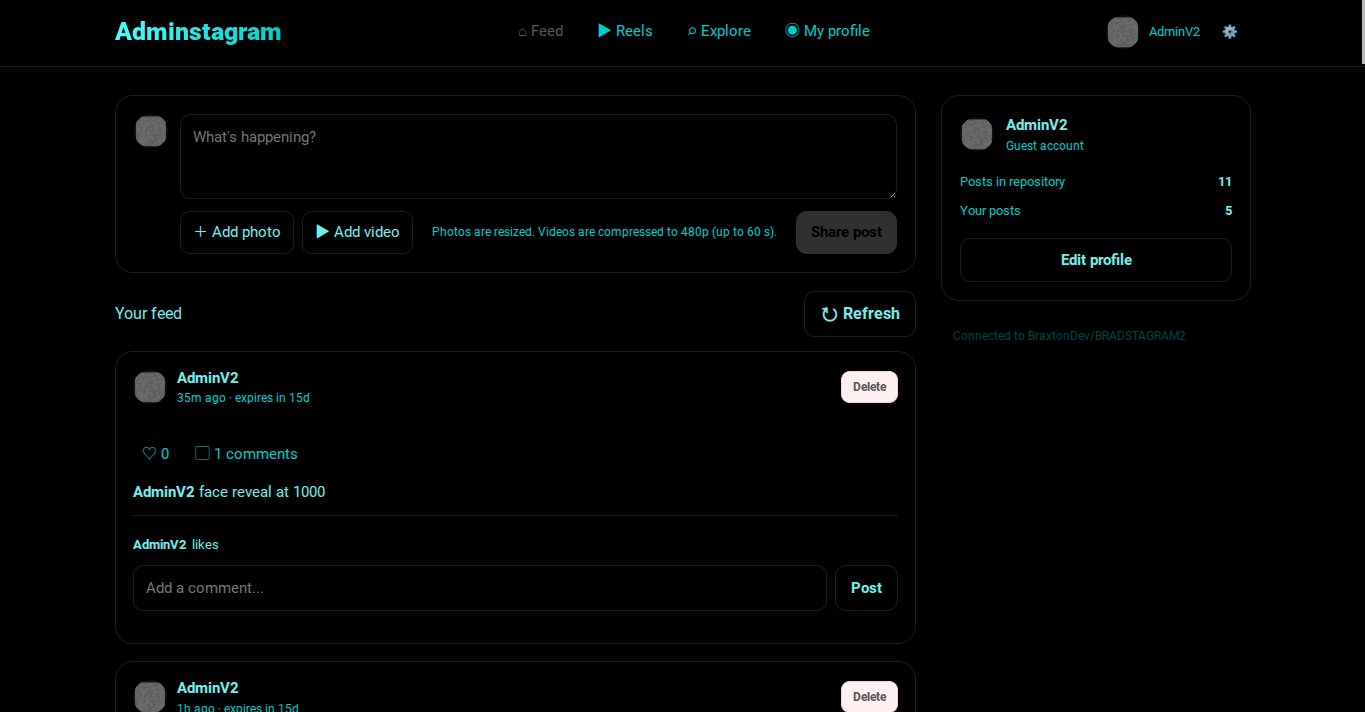 Adminstagram
⌂ Feed
▶ Reels
⌕ Explore
◉ My profile
AdminV2
What's happening?
+ Add photo
▶ Add video
Photos are resized. Videos are compressed to 480p (up to 60 s).
Share post
AdminV2
Guest account
Posts in repository 11
Your posts 5
Edit profile
Connected to BraxtonDev/BRADSTAGRAM2
Your feed
↻ Refresh
AdminV2
35m ago · expires in 15d
Delete
♡ 0
1 comments
AdminV2 face reveal at 1000
AdminV2 likes
Add a comment...
Post
AdminV2
1h ago · expires in 15d
Delete